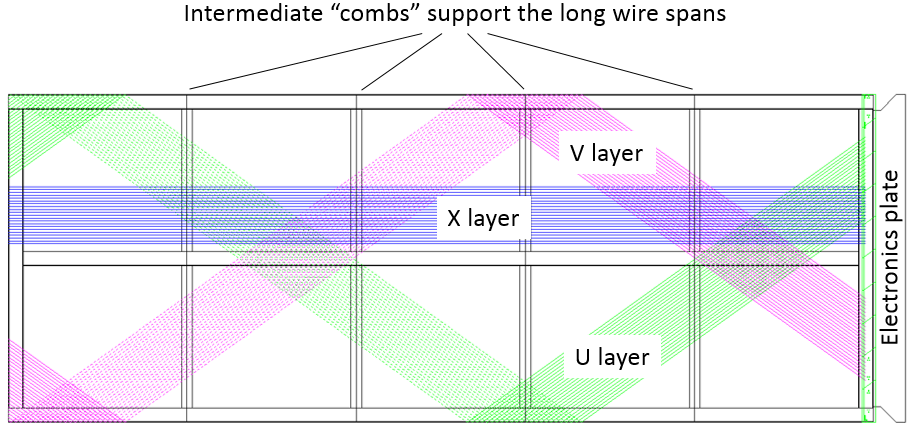 Intermediate “combs” support the long wire spans
V layer
X layer
U layer
Electronics plate